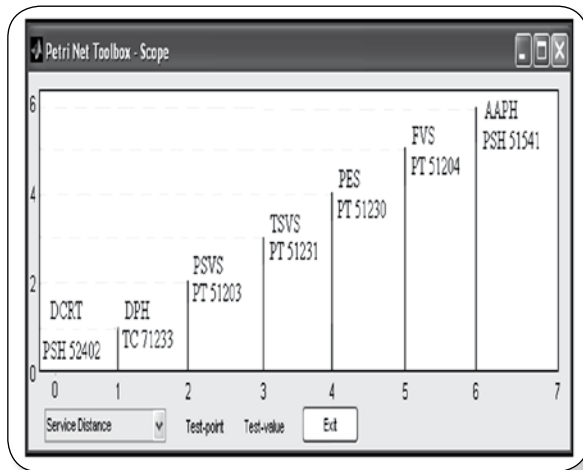 Petri Net Toolbox - Scope
6
AAPH
PSH 51541
FVS
PT 51204
PES
PT 51230
4
TSVS
PT 51231
PSVS
PT 51203
2
DCRT
PSH 52402
DPH
TC 71233
0
0 1 2 3 4 5 6 7
Service Distance Test-point Test-value Exit